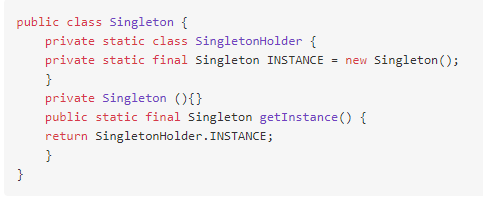 public class Singleton {
    private static class SingletonHolder {
    private static final Singleton INSTANCE = new Singleton();
    }
    private Singleton (){}
    public static final Singleton getInstance() {
    return SingletonHolder.INSTANCE;
    }
}